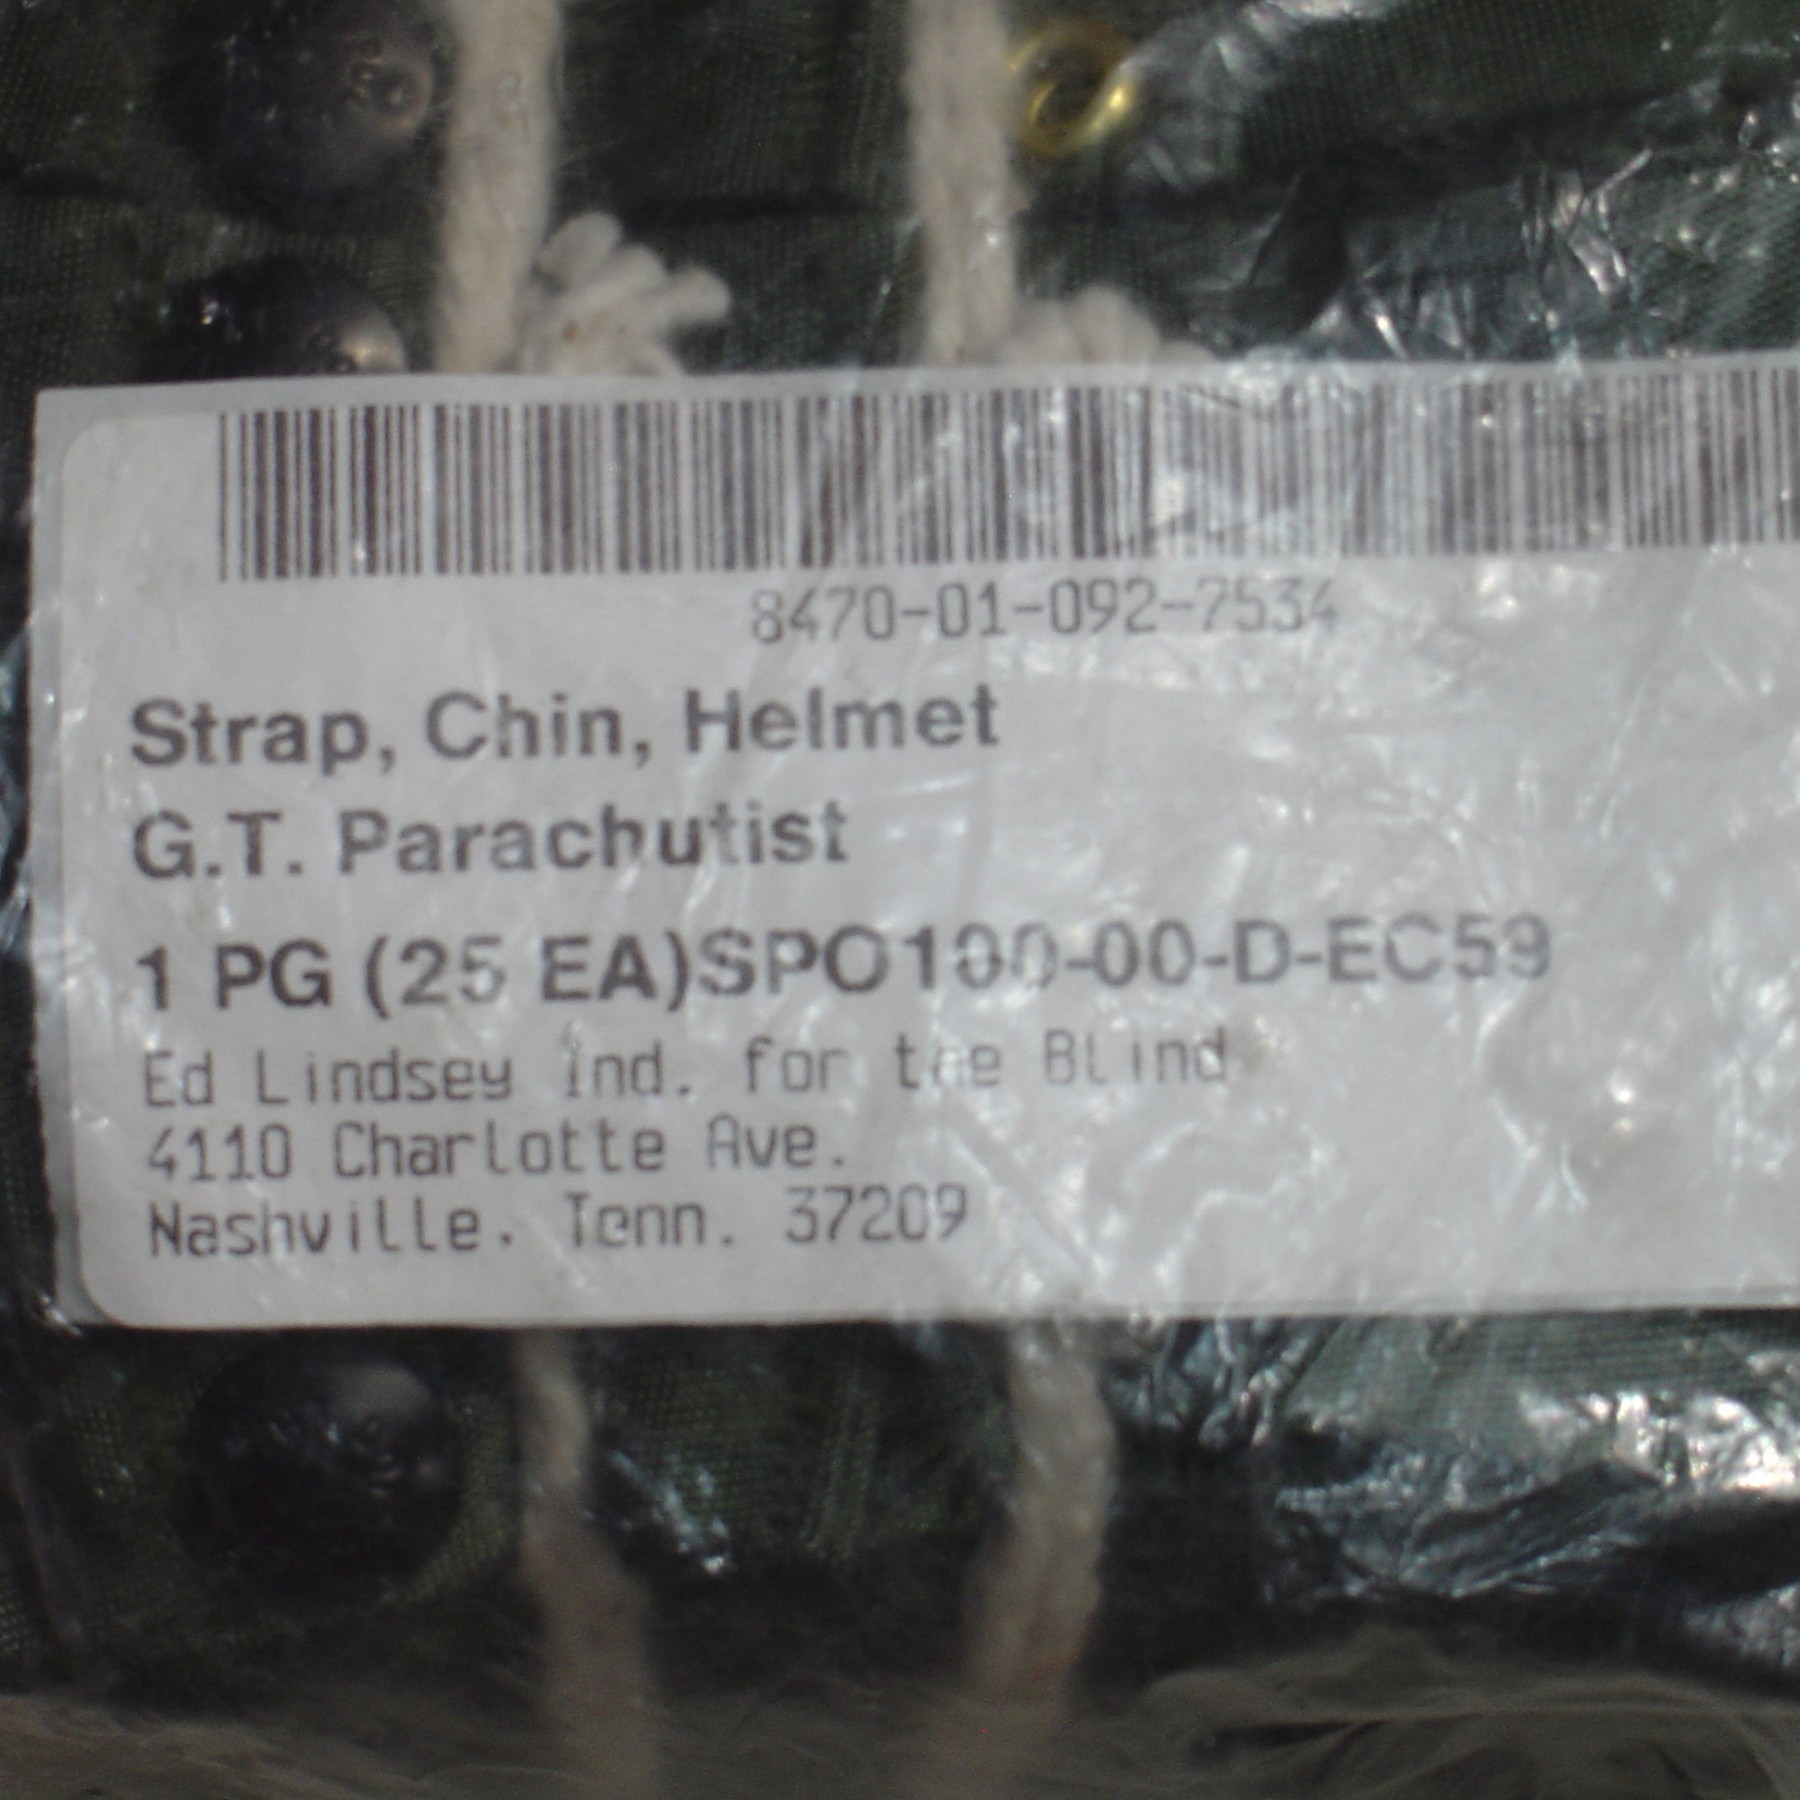 8470-01-092-7534
Strap, Chin, Helmet
G.T. Parachutist
1 PG (25 EA)SPO100-00-D-EC59
Ed Lindsey Ind. for the Blind
4110 Charlotte Ave.
Nashville. Tenn. 37209